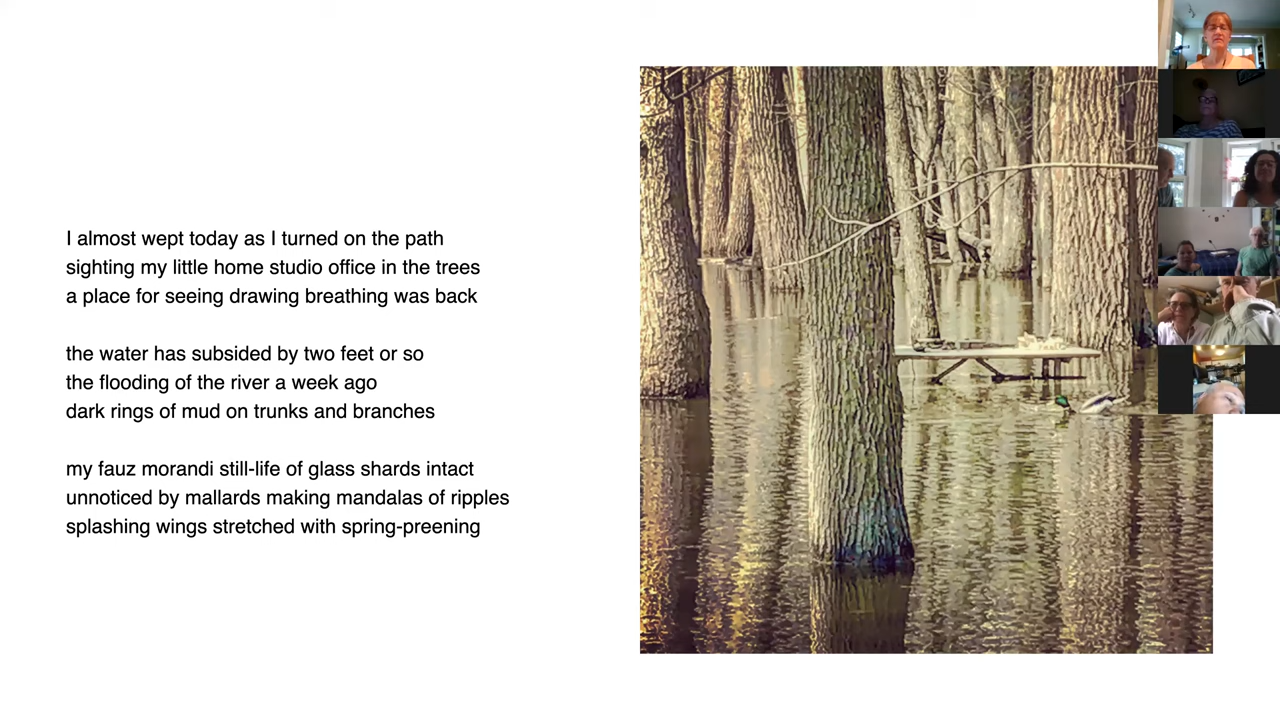 I almost wept today as I turned on the path
sighting my little home studio office in the trees
a place for seeing drawing breathing was back
the water has subsided by two feet or so
the flooding of the river a week ago
dark rings of mud on trunks and branches
my fauz morandi still-life of glass shards intact
unnoticed by mallards making mandalas of ripples
splashing wings stretched with spring-preening